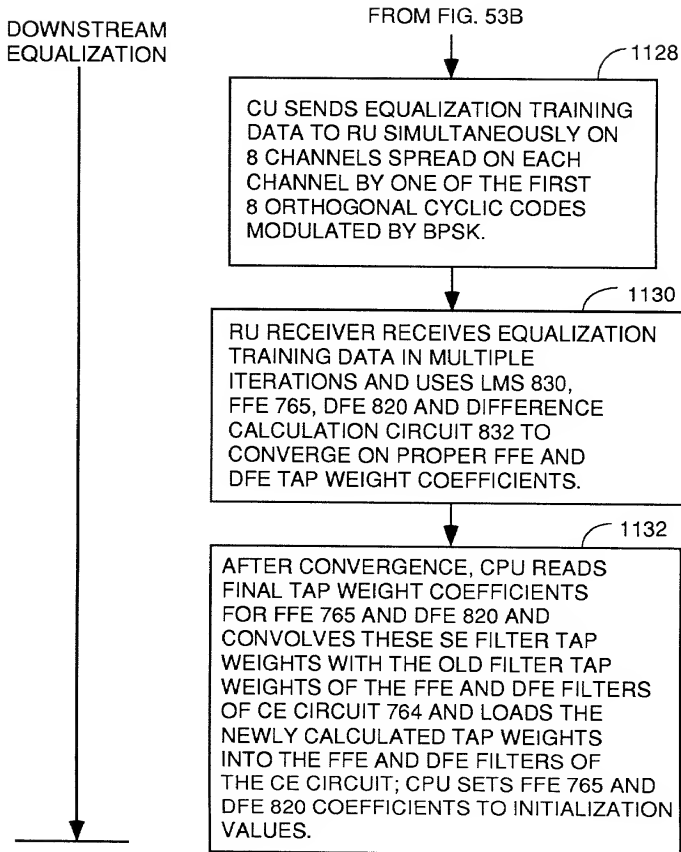 DOWNSTREAM
EQUALIZATION
FROM FIG. 53B
1128
CU SENDS EQUALIZATION TRAINING
DATA TO RU SIMULTANEOUSLY ON
8 CHANNELS SPREAD ON EACH
CHANNEL BY ONE OF THE FIRST
8 ORTHOGONAL CYCLIC CODES
MODULATED BY BPSK.
1130
RU RECEIVER RECEIVES EQUALIZATION
TRAINING DATA IN MULTIPLE
ITERATIONS AND USES LMS 830,
FFE 765, DFE 820 AND DIFFERENCE
CALCULATION CIRCUIT 832 TO
CONVERGE ON PROPER FFE AND
DFE TAP WEIGHT COEFFICIENTS.
1132
AFTER CONVERGENCE, CPU READS
FINAL TAP WEIGHT COEFFICIENTS
FOR FFE 765 AND DFE 820 AND
CONVOLVES THESE SE FILTER TAP
WEIGHTS WITH THE OLD FILTER TAP
WEIGHTS OF THE FFE AND DFE FILTERS
OF CE CIRCUIT 764 AND LOADS THE
NEWLY CALCULATED TAP WEIGHTS
INTO THE FFE AND DFE FILTERS OF
THE CE CIRCUIT; CPU SETS FFE 765 AND
DFE 820 COEFFICIENTS TO INITIALIZATION
VALUES.